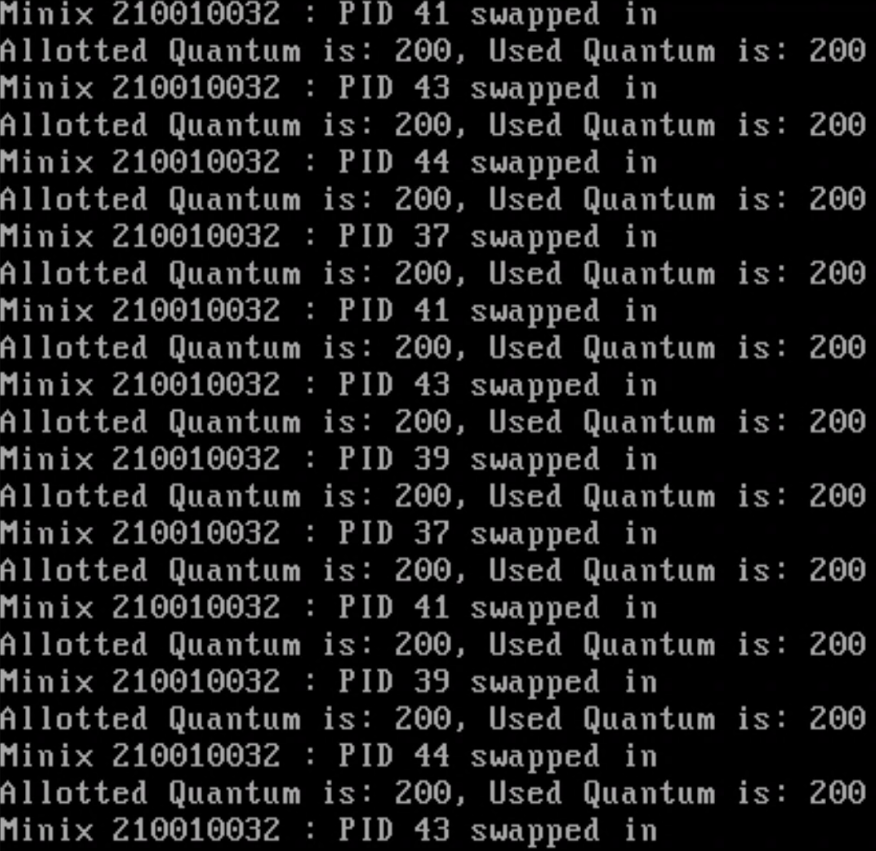 Minix 210010032 : PID 41 swapped in
Allotted Quantum is: 200, Used Quantum is: 200
Minix 210010032 : PID 43 swapped in
Allotted Quantum is: 200, Used Quantum is: 200
Minix 210010032 : PID 44 swapped in
Allotted Quantum is: 200, Used Quantum is: 200
Minix 210010032 : PID 37 swapped in
Allotted Quantum is: 200, Used Quantum is: 200
Minix 210010032 : PID 41 swapped in
Allotted Quantum is: 200, Used Quantum is: 200
Minix 210010032 : PID 43 swapped in
Allotted Quantum is: 200, Used Quantum is: 200
Minix 210010032 : PID 39 swapped in
Allotted Quantum is: 200, Used Quantum is: 200
Minix 210010032 : PID 37 swapped in
Allotted Quantum is: 200, Used Quantum is: 200
Minix 210010032 : PID 41 swapped in
Allotted Quantum is: 200, Used Quantum is: 200
Minix 210010032 : PID 39 swapped in
Allotted Quantum is: 200, Used Quantum is: 200
Minix 210010032 : PID 44 swapped in
Allotted Quantum is: 200, Used Quantum is: 200
Minix 210010032 : PID 43 swapped in